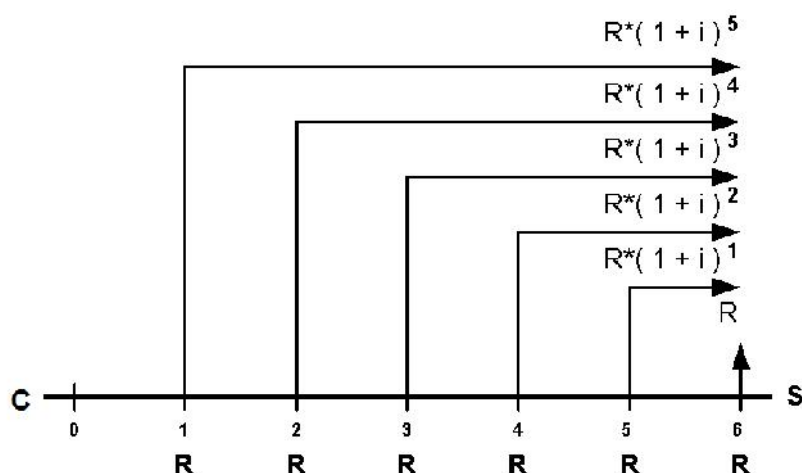 R*( 1 + i ) 5
R*( 1 + i ) 4
R*( 1 + i ) 3
R*( 1 + i ) 2
R*( 1 + i ) 1
R
C S
0 1 2 3 4 5 6
R R R R R R